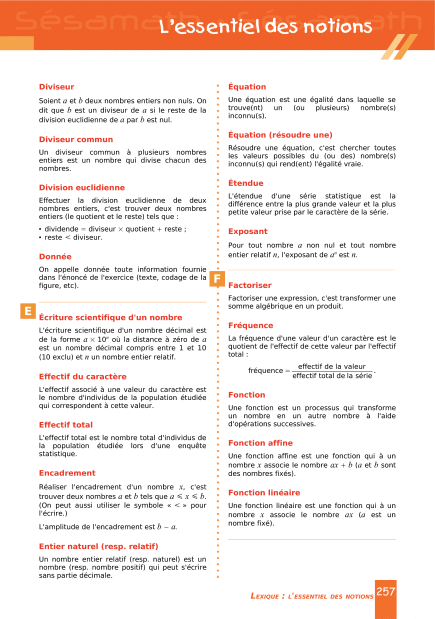 Sésamath Sésamath
L'essentiel des notions
Diviseur
Soient a et b deux nombres entiers non nuls. On
dit que b est un diviseur de a si le reste de la
division euclidienne de a par b est nul.
Diviseur commun
Un diviseur commun à plusieurs nombres
entiers est un nombre qui divise chacun des
nombres.
Division euclidienne
Effectuer la division euclidienne de deux
nombres entiers, c'est trouver deux nombres
entiers (le quotient et le reste) tels que :
• dividende = diviseur × quotient + reste ;
• reste < diviseur.
Donnée
On appelle donnée toute information fournie
dans l'énoncé de l'exercice (texte, codage de la
figure, etc).
E
Écriture scientifique d'un nombre
L'écriture scientifique d'un nombre décimal est
de la forme a × 10ⁿ où la distance à zéro de a
est un nombre décimal compris entre 1 et 10
(10 exclu) et n un nombre entier relatif.
Effectif du caractère
L'effectif associé à une valeur du caractère est
le nombre d'individus de la population étudiée
qui correspondent à cette valeur.
Effectif total
L'effectif total est le nombre total d'individus de
la population étudiée lors d'une enquête
statistique.
Encadrement
Réaliser l'encadrement d'un nombre x, c'est
trouver deux nombres a et b tels que a ⩽ x ⩽ b.
(On peut aussi utiliser le symbole « < » pour
l'écrire.)
L'amplitude de l'encadrement est b − a.
Entier naturel (resp. relatif)
Un nombre entier relatif (resp. naturel) est un
nombre (resp. nombre positif) qui peut s'écrire
sans partie décimale.
Équation
Une équation est une égalité dans laquelle se
trouve(nt) un (ou plusieurs) nombre(s)
inconnu(s).
Équation (résoudre une)
Résoudre une équation, c'est chercher toutes
les valeurs possibles du (ou des) nombre(s)
inconnu(s) qui rend(ent) l'égalité vraie.
Étendue
L'étendue d'une série statistique est la
différence entre la plus grande valeur et la plus
petite valeur prise par le caractère de la série.
Exposant
Pour tout nombre a non nul et tout nombre
entier relatif n, l'exposant de aⁿ est n.
F
Factoriser
Factoriser une expression, c'est transformer une
somme algébrique en un produit.
Fréquence
La fréquence d'une valeur d'un caractère est le
quotient de l'effectif de cette valeur par l'effectif
total :
fréquence = effectif de la valeur / effectif total de la série.
Fonction
Une fonction est un processus qui transforme
un nombre en un autre nombre à l'aide
d'opérations successives.
Fonction affine
Une fonction affine est une fonction qui à un
nombre x associe le nombre ax + b (a et b sont
des nombres fixés).
Fonction linéaire
Une fonction linéaire est une fonction qui à un
nombre x associe le nombre ax (a est un
nombre fixé).
LEXIQUE : L'ESSENTIEL DES NOTIONS 257